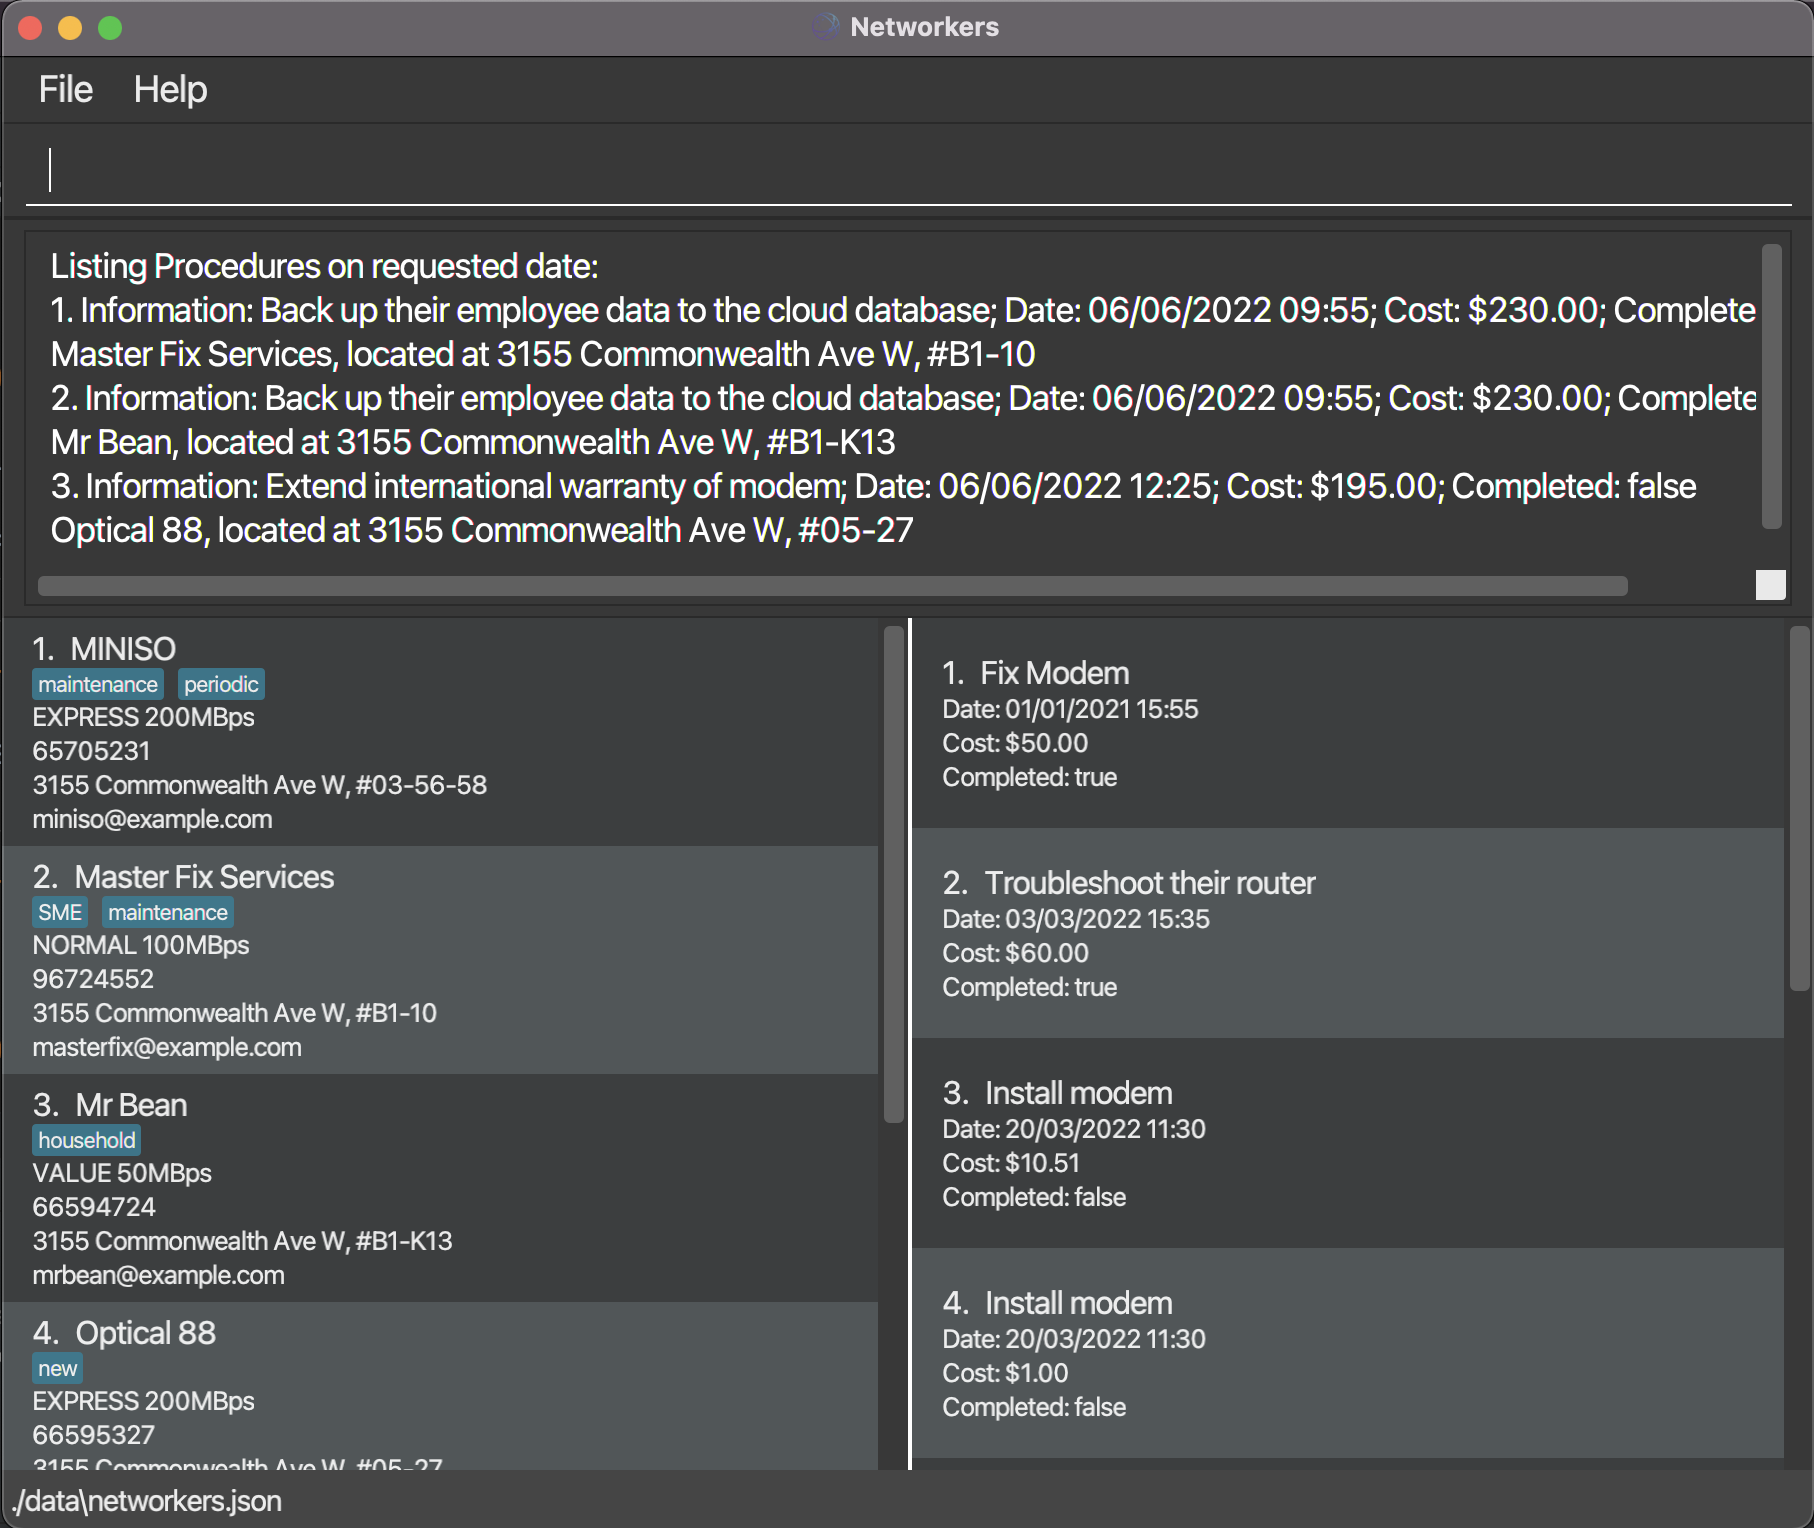 Networkers
File Help
Listing Procedures on requested date:
1. Information: Back up their employee data to the cloud database; Date: 06/06/2022 09:55; Cost: $230.00; Complete
Master Fix Services, located at 3155 Commonwealth Ave W, #B1-10
2. Information: Back up their employee data to the cloud database; Date: 06/06/2022 09:55; Cost: $230.00; Complete
Mr Bean, located at 3155 Commonwealth Ave W, #B1-K13
3. Information: Extend international warranty of modem; Date: 06/06/2022 12:25; Cost: $195.00; Completed: false
Optical 88, located at 3155 Commonwealth Ave W, #05-27
1. MINISO
maintenance periodic
EXPRESS 200MBps
65705231
3155 Commonwealth Ave W, #03-56-58
miniso@example.com
2. Master Fix Services
SME maintenance
NORMAL 100MBps
96724552
3155 Commonwealth Ave W, #B1-10
masterfix@example.com
3. Mr Bean
household
VALUE 50MBps
66594724
3155 Commonwealth Ave W, #B1-K13
mrbean@example.com
4. Optical 88
new
EXPRESS 200MBps
66595327
3155 Commonwealth Ave W, #05-27
1. Fix Modem
Date: 01/01/2021 15:55
Cost: $50.00
Completed: true
2. Troubleshoot their router
Date: 03/03/2022 15:35
Cost: $60.00
Completed: true
3. Install modem
Date: 20/03/2022 11:30
Cost: $10.51
Completed: false
4. Install modem
Date: 20/03/2022 11:30
Cost: $1.00
Completed: false
./data\networkers.json